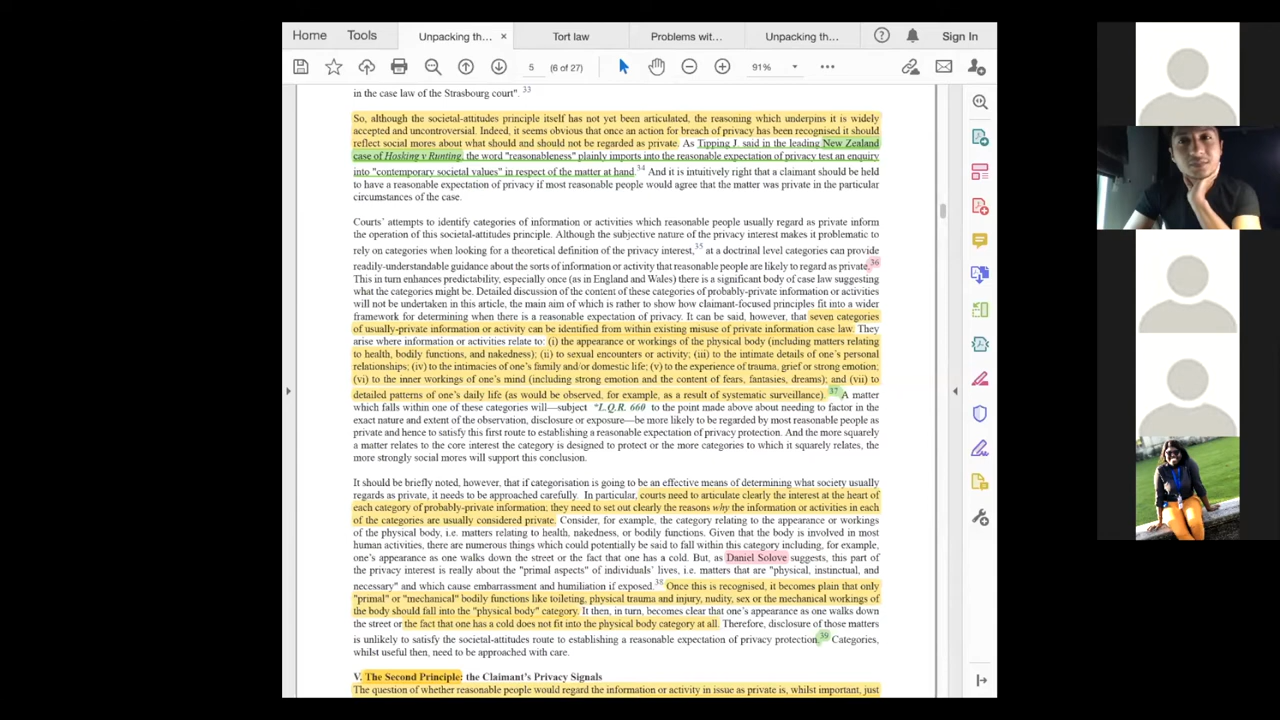 Home Tools Unpacking th... × Tort law Problems wit... Unpacking th... Sign In
5 (6 of 27) 91%
in the case law of the Strasbourg court". 33
So, although the societal-attitudes principle itself has not yet been articulated, the reasoning which underpins it is widely
accepted and uncontroversial. Indeed, it seems obvious that once an action for breach of privacy has been recognised it should
reflect social mores about what should and should not be regarded as private. As Tipping J. said in the leading New Zealand
case of Hosking v Runting, the word "reasonableness" plainly imports into the reasonable expectation of privacy test an enquiry
into "contemporary societal values" in respect of the matter at hand.34 And it is intuitively right that a claimant should be held
to have a reasonable expectation of privacy if most reasonable people would agree that the matter was private in the particular
circumstances of the case.
Courts' attempts to identify categories of information or activities which reasonable people usually regard as private inform
the operation of this societal-attitudes principle. Although the subjective nature of the privacy interest makes it problematic to
rely on categories when looking for a theoretical definition of the privacy interest,35 at a doctrinal level categories can provide
readily-understandable guidance about the sorts of information or activity that reasonable people are likely to regard as private.36
This in turn enhances predictability, especially once (as in England and Wales) there is a significant body of case law suggesting
what the categories might be. Detailed discussion of the content of these categories of probably-private information or activities
will not be undertaken in this article, the main aim of which is rather to show how claimant-focused principles fit into a wider
framework for determining when there is a reasonable expectation of privacy. It can be said, however, that seven categories
of usually-private information or activity can be identified from within existing misuse of private information case law. They
arise where information or activities relate to: (i) the appearance or workings of the physical body (including matters relating
to health, bodily functions, and nakedness); (ii) to sexual encounters or activity; (iii) to the intimate details of one's personal
relationships; (iv) to the intimacies of one's family and/or domestic life; (v) to the experience of trauma, grief or strong emotion;
(vi) to the inner workings of one's mind (including strong emotion and the content of fears, fantasies, dreams); and (vii) to
detailed patterns of one's daily life (as would be observed, for example, as a result of systematic surveillance). 37 A matter
which falls within one of these categories will—subject *L.Q.R. 660 to the point made above about needing to factor in the
exact nature and extent of the observation, disclosure or exposure—be more likely to be regarded by most reasonable people as
private and hence to satisfy this first route to establishing a reasonable expectation of privacy protection. And the more squarely
a matter relates to the core interest the category is designed to protect or the more categories to which it squarely relates, the
more strongly social mores will support this conclusion.
It should be briefly noted, however, that if categorisation is going to be an effective means of determining what society usually
regards as private, it needs to be approached carefully. In particular, courts need to articulate clearly the interest at the heart of
each category of probably-private information; they need to set out clearly the reasons why the information or activities in each
of the categories are usually considered private. Consider, for example, the category relating to the appearance or workings
of the physical body, i.e. matters relating to health, nakedness, or bodily functions. Given that the body is involved in most
human activities, there are numerous things which could potentially be said to fall within this category including, for example,
one's appearance as one walks down the street or the fact that one has a cold. But, as Daniel Solove suggests, this part of
the privacy interest is really about the "primal aspects" of individuals' lives, i.e. matters that are "physical, instinctual, and
necessary" and which cause embarrassment and humiliation if exposed.38 Once this is recognised, it becomes plain that only
"primal" or "mechanical" bodily functions like toileting, physical trauma and injury, nudity, sex or the mechanical workings of
the body should fall into the "physical body" category. It then, in turn, becomes clear that one's appearance as one walks down
the street or the fact that one has a cold does not fit into the physical body category at all. Therefore, disclosure of those matters
is unlikely to satisfy the societal-attitudes route to establishing a reasonable expectation of privacy protection.39 Categories,
whilst useful then, need to be approached with care.
V. The Second Principle: the Claimant's Privacy Signals
The question of whether reasonable people would regard the information or activity in issue as private is, whilst important, just